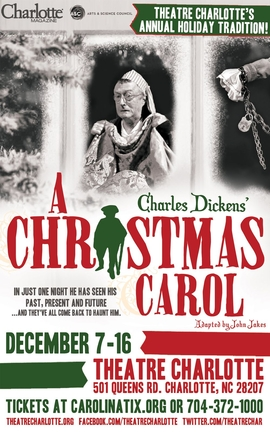 Charlotte
MAGAZINE
ASC
ARTS & SCIENCE COUNCIL
THEATRE CHARLOTTE'S
ANNUAL HOLIDAY TRADITION!
Charles Dickens'
A
CHRISTMAS
CAROL
Adapted by John Jakes
IN JUST ONE NIGHT HE HAS SEEN HIS
PAST, PRESENT AND FUTURE
...AND THEY'VE ALL COME BACK TO HAUNT HIM.
DECEMBER 7-16
THEATRE CHARLOTTE
501 QUEENS RD. CHARLOTTE, NC 28207
TICKETS AT CAROLINATIX.ORG OR 704-372-1000
THEATRECHARLOTTE.ORG FACEBOOK.COM/THEATRECHARLOTTE TWITTER.COM/THEATRECHAR